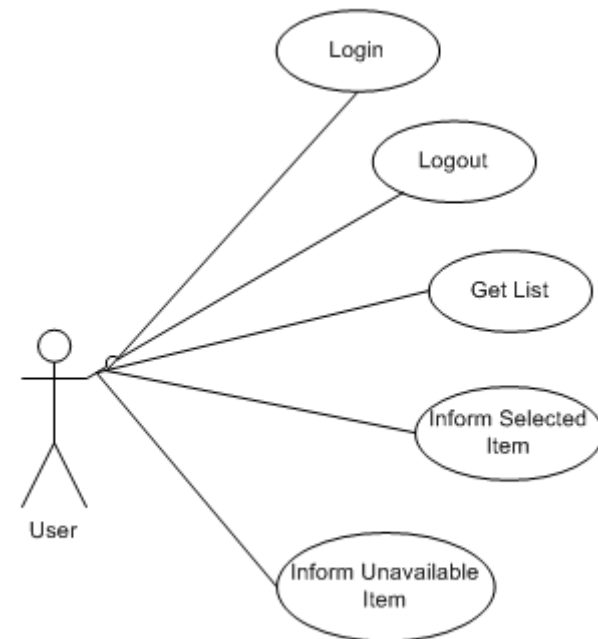 Login
Logout
Get List
Inform Selected
Item
User
Inform Unavailable
Item